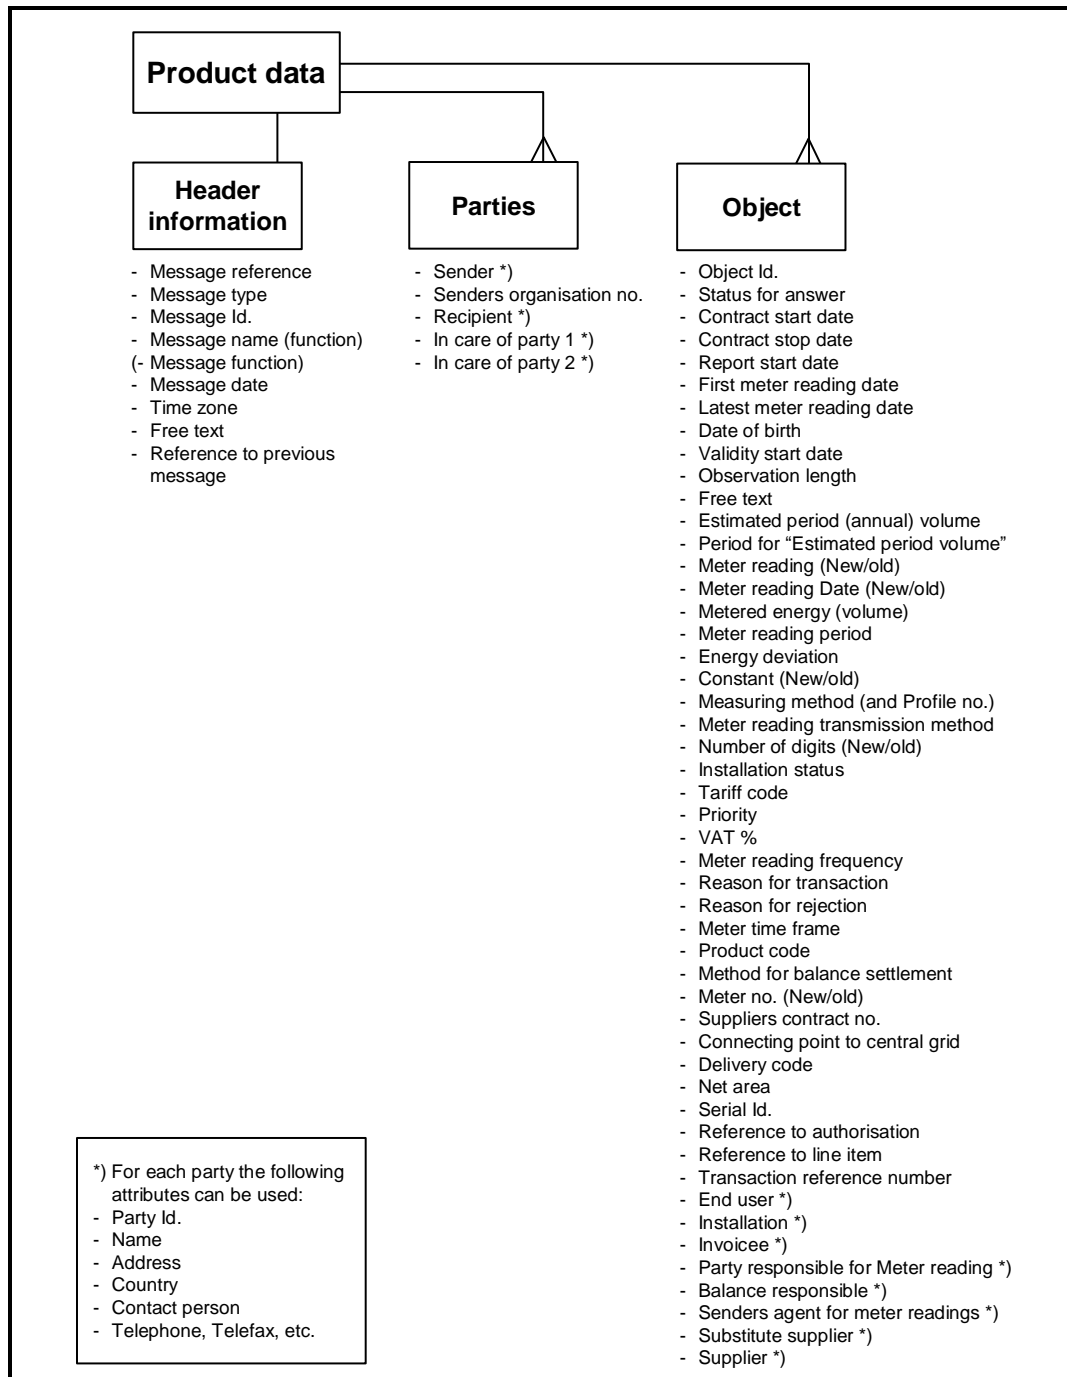 Product data
Header
information
- Message reference
- Message type
- Message Id.
- Message name (function)
(- Message function)
- Message date
- Time zone
- Free text
- Reference to previous
message
Parties
- Sender *)
- Senders organisation no.
- Recipient *)
- In care of party 1 *)
- In care of party 2 *)
Object
- Object Id.
- Status for answer
- Contract start date
- Contract stop date
- Report start date
- First meter reading date
- Latest meter reading date
- Date of birth
- Validity start date
- Observation length
- Free text
- Estimated period (annual) volume
- Period for “Estimated period volume”
- Meter reading (New/old)
- Meter reading Date (New/old)
- Metered energy (volume)
- Meter reading period
- Energy deviation
- Constant (New/old)
- Measuring method (and Profile no.)
- Meter reading transmission method
- Number of digits (New/old)
- Installation status
- Tariff code
- Priority
- VAT %
- Meter reading frequency
- Reason for transaction
- Reason for rejection
- Meter time frame
- Product code
- Method for balance settlement
- Meter no. (New/old)
- Suppliers contract no.
- Connecting point to central grid
- Delivery code
- Net area
- Serial Id.
- Reference to authorisation
- Reference to line item
- Transaction reference number
- End user *)
- Installation *)
- Invoicee *)
- Party responsible for Meter reading *)
- Balance responsible *)
- Senders agent for meter readings *)
- Substitute supplier *)
- Supplier *)
*) For each party the following
attributes can be used:
- Party Id.
- Name
- Address
- Country
- Contact person
- Telephone, Telefax, etc.